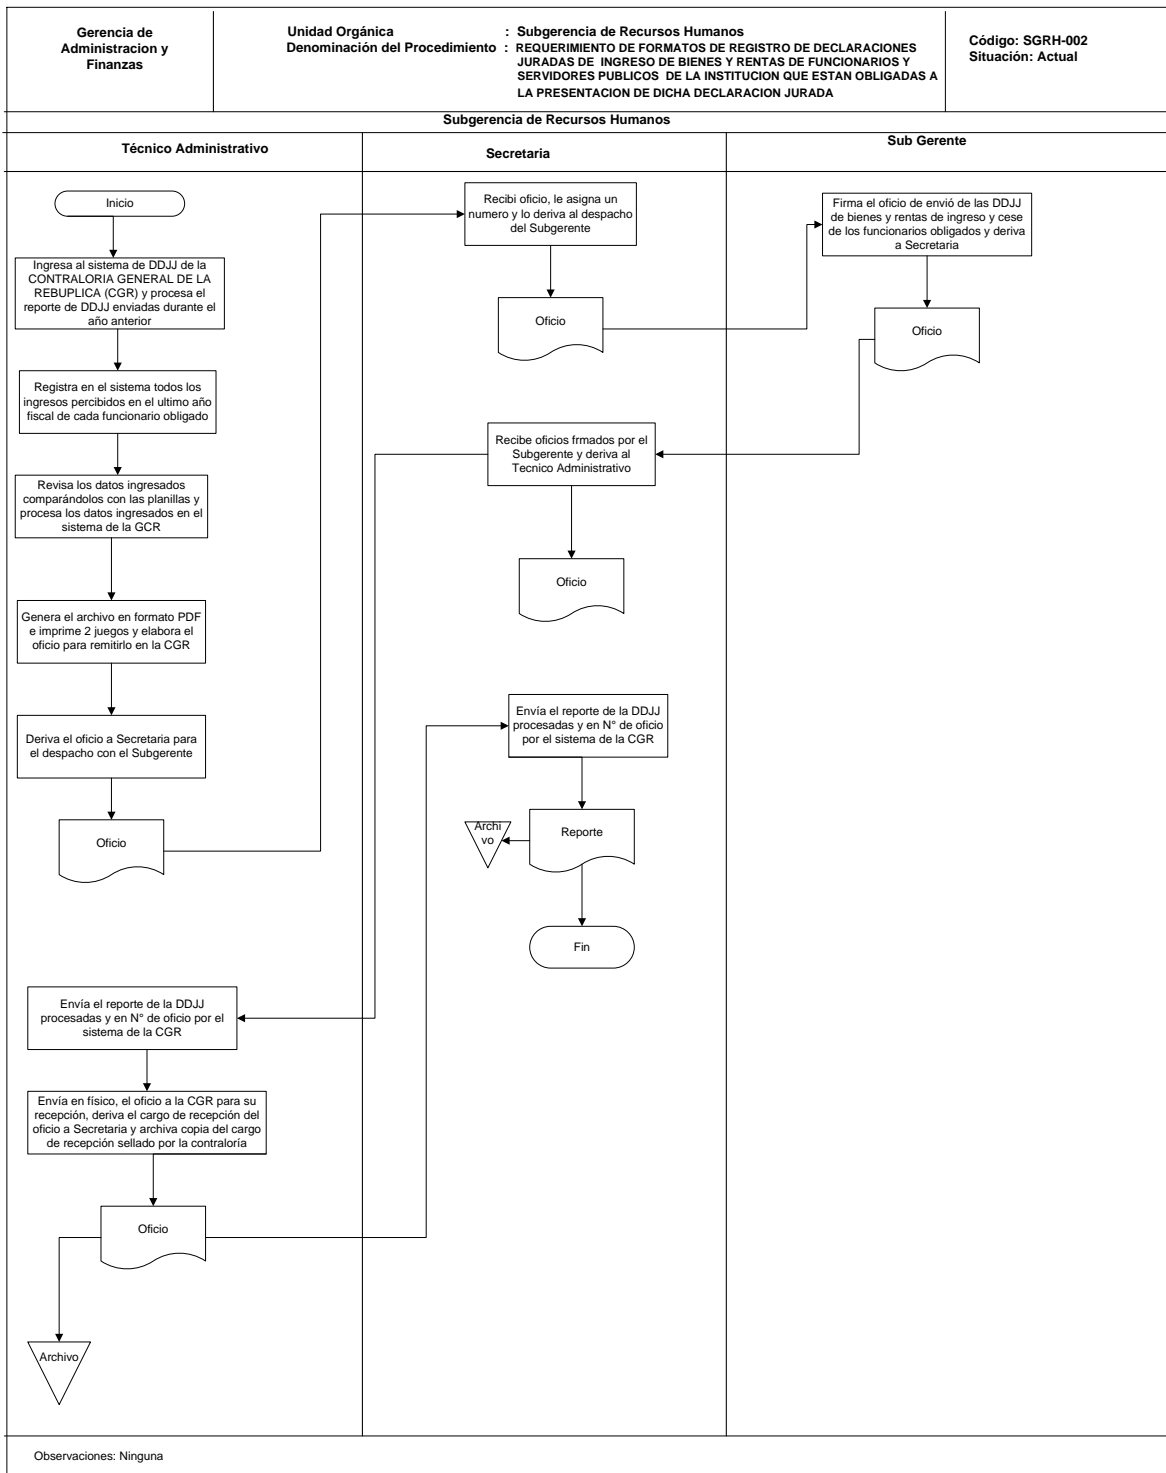 Gerencia de
Administracion y
Finanzas
Unidad Orgánica : Subgerencia de Recursos Humanos
Denominación del Procedimiento : REQUERIMIENTO DE FORMATOS DE REGISTRO DE DECLARACIONES
JURADAS DE INGRESO DE BIENES Y RENTAS DE FUNCIONARIOS Y
SERVIDORES PUBLICOS DE LA INSTITUCION QUE ESTAN OBLIGADAS A
LA PRESENTACION DE DICHA DECLARACION JURADA
Código: SGRH-002
Situación: Actual
Subgerencia de Recursos Humanos
Técnico Administrativo
Secretaria
Sub Gerente
Inicio
Ingresa al sistema de DDJJ de la
CONTRALORIA GENERAL DE LA
REBUPLICA (CGR) y procesa el
reporte de DDJJ enviadas durante el
año anterior
Registra en el sistema todos los
ingresos percibidos en el ultimo año
fiscal de cada funcionario obligado
Revisa los datos ingresados
comparándolos con las planillas y
procesa los datos ingresados en el
sistema de la GCR
Genera el archivo en formato PDF
e imprime 2 juegos y elabora el
oficio para remitirlo en la CGR
Deriva el oficio a Secretaria para
el despacho con el Subgerente
Oficio
Recibi oficio, le asigna un
numero y lo deriva al despacho
del Subgerente
Oficio
Firma el oficio de envió de las DDJJ
de bienes y rentas de ingreso y cese
de los funcionarios obligados y deriva
a Secretaria
Oficio
Recibe oficios frmados por el
Subgerente y deriva al
Tecnico Administrativo
Oficio
Envía el reporte de la DDJJ
procesadas y en N° de oficio por el
sistema de la CGR
Envía en físico, el oficio a la CGR para su
recepción, deriva el cargo de recepción del
oficio a Secretaria y archiva copia del cargo
de recepción sellado por la contraloría
Oficio
Archivo
Envía el reporte de la DDJJ
procesadas y en N° de oficio
por el sistema de la CGR
Reporte
Archi
vo
Fin
Observaciones: Ninguna